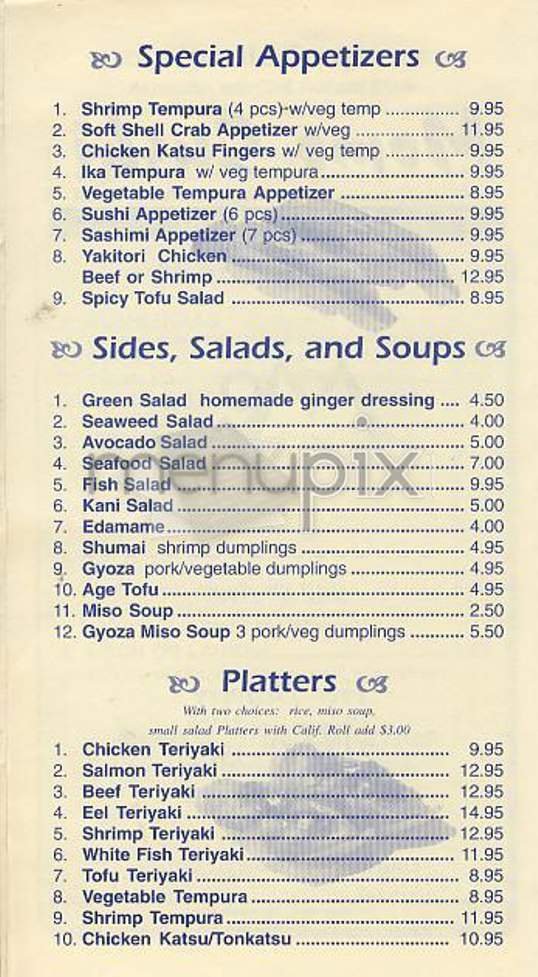 Special Appetizers
1. Shrimp Tempura (4 pcs)-w/veg temp ................ 9.95
2. Soft Shell Crab Appetizer w/veg ................... 11.95
3. Chicken Katsu Fingers w/ veg temp ............... 9.95
4. Ika Tempura w/ veg tempura............................ 9.95
5. Vegetable Tempura Appetizer ........................ 8.95
6. Sushi Appetizer (6 pcs)................................... 9.95
7. Sashimi Appetizer (7 pcs)............................... 9.95
8. Yakitori Chicken............................................ 9.95
Beef or Shrimp.............................................. 12.95
9. Spicy Tofu Salad ............................................ 8.95
Sides, Salads, and Soups
1. Green Salad homemade ginger dressing .... 4.50
2. Seaweed Salad................................................ 4.00
3. Avocado Salad ................................................ 5.00
4. Seafood Salad ................................................ 7.00
5. Fish Salad....................................................... 9.95
6. Kani Salad....................................................... 5.00
7. Edamame......................................................... 4.00
8. Shumai shrimp dumplings ............................... 4.95
9. Gyoza pork/vegetable dumplings ...................... 4.95
10. Age Tofu.......................................................... 4.95
11. Miso Soup........................................................ 2.50
12. Gyoza Miso Soup 3 pork/veg dumplings ........... 5.50
menupix
Platters
With two choices: rice, miso soup,
small salad Platters with Calif. Roll add $3.00
1. Chicken Teriyaki .......................................... 9.95
2. Salmon Teriyaki ............................................ 12.95
3. Beef Teriyaki ................................................ 12.95
4. Eel Teriyaki ................................................... 14.95
5. Shrimp Teriyaki ............................................ 12.95
6. White Fish Teriyaki........................................ 11.95
7. Tofu Teriyaki.................................................. 8.95
8. Vegetable Tempura........................................ 8.95
9. Shrimp Tempura............................................ 11.95
10. Chicken Katsu/Tonkatsu .............................. 10.95